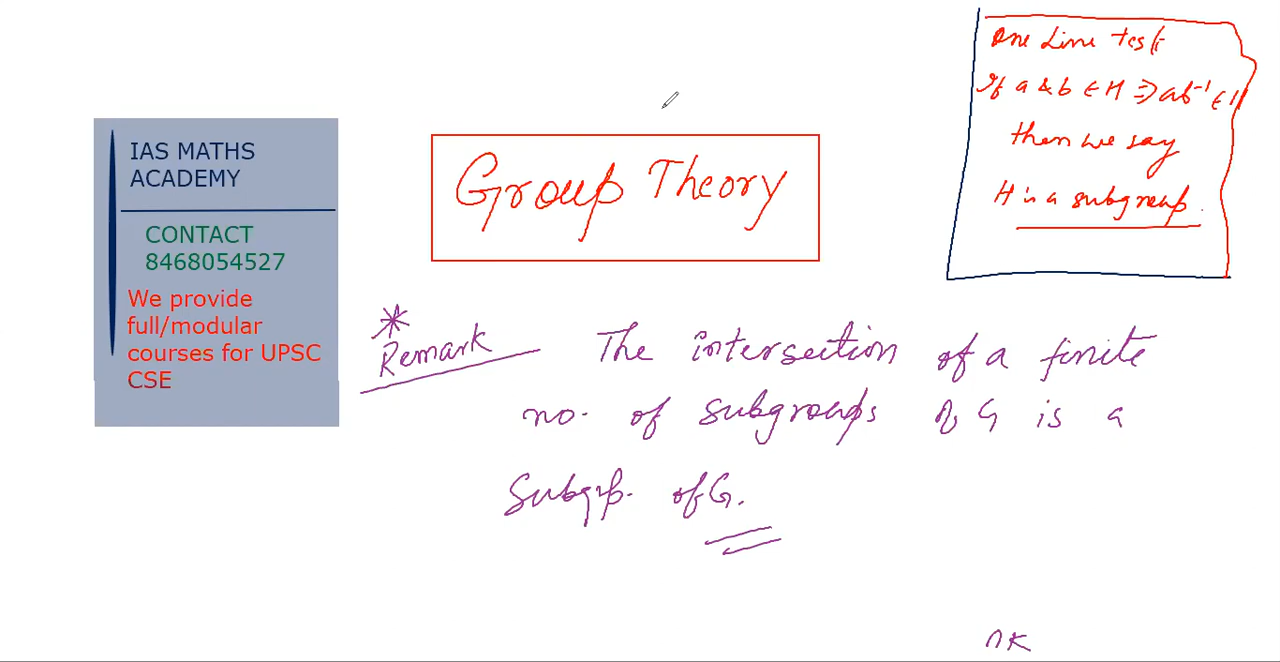 One Line test
If a & b ∈ H ⇒ ab⁻¹ ∈ H
then we say
H is a subgroup.
IAS MATHS
ACADEMY
CONTACT
8468054527
We provide
full/modular
courses for UPSC
CSE
Group Theory
*
Remark — The intersection of a finite
no. of subgroups of G is a
Subgp. of G.